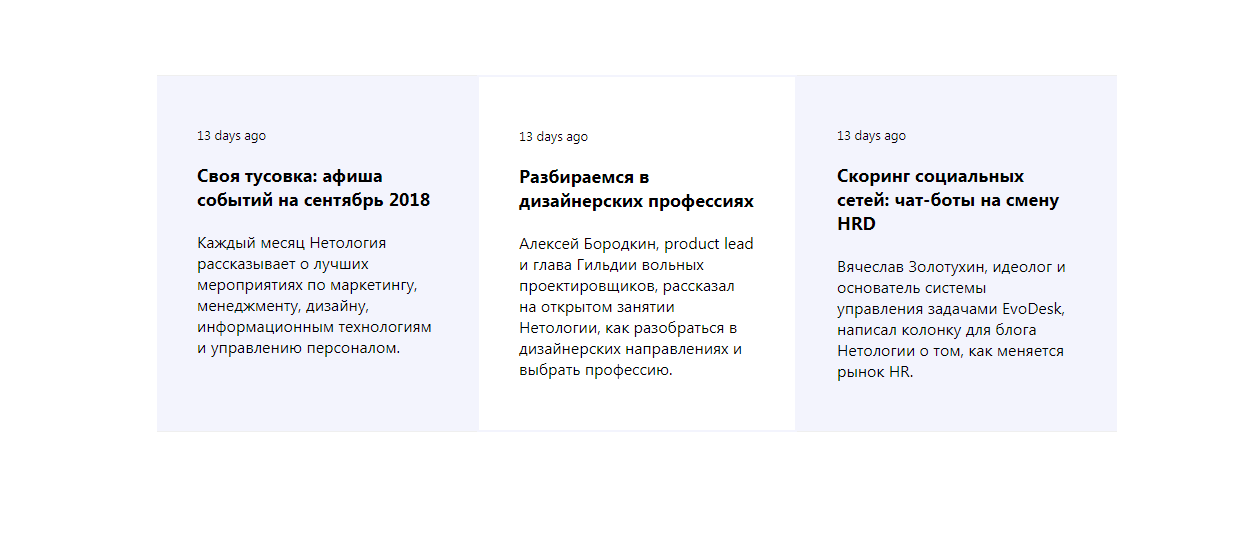 13 days ago
Своя тусовка: афиша
событий на сентябрь 2018
Каждый месяц Нетология
рассказывает о лучших
мероприятиях по маркетингу,
менеджменту, дизайну,
информационным технологиям
и управлению персоналом.
13 days ago
Разбираемся в
дизайнерских профессиях
Алексей Бородкин, product lead
и глава Гильдии вольных
проектировщиков, рассказал
на открытом занятии
Нетологии, как разобраться в
дизайнерских направлениях и
выбрать профессию.
13 days ago
Скоринг социальных
сетей: чат-боты на смену
HRD
Вячеслав Золотухин, идеолог и
основатель системы
управления задачами EvoDesk,
написал колонку для блога
Нетологии о том, как меняется
рынок HR.